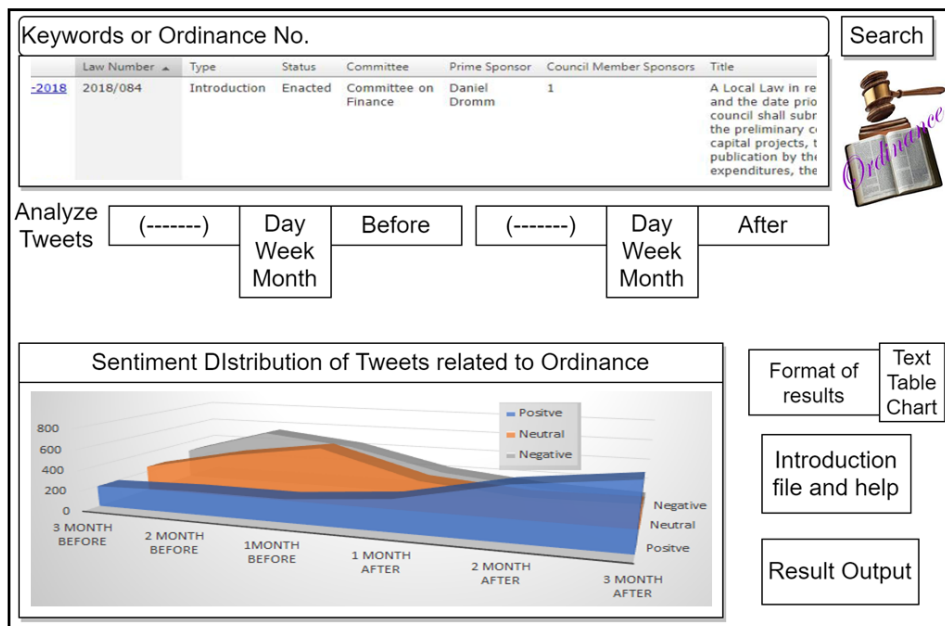 Keywords or Ordinance No.
Search
Law Number Type Status Committee Prime Sponsor Council Member Sponsors Title
-2018 2018/084 Introduction Enacted Committee on Finance Daniel Dromm 1 A Local Law in re
and the date prio
council shall subr
the preliminary c
capital projects, t
publication by the
expenditures, the
Ordinance
Analyze
Tweets
(-------)
Day
Week
Month
Before
(-------)
Day
Week
Month
After
Sentiment DIstribution of Tweets related to Ordinance
800
600
400
200
0
3 MONTH
BEFORE
2 MONTH
BEFORE
1MONTH
BEFORE
1 MONTH
AFTER
2 MONTH
AFTER
3 MONTH
AFTER
Positve
Neutral
Negative
Negative
Neutral
Positve
Format of
results
Text
Table
Chart
Introduction
file and help
Result Output